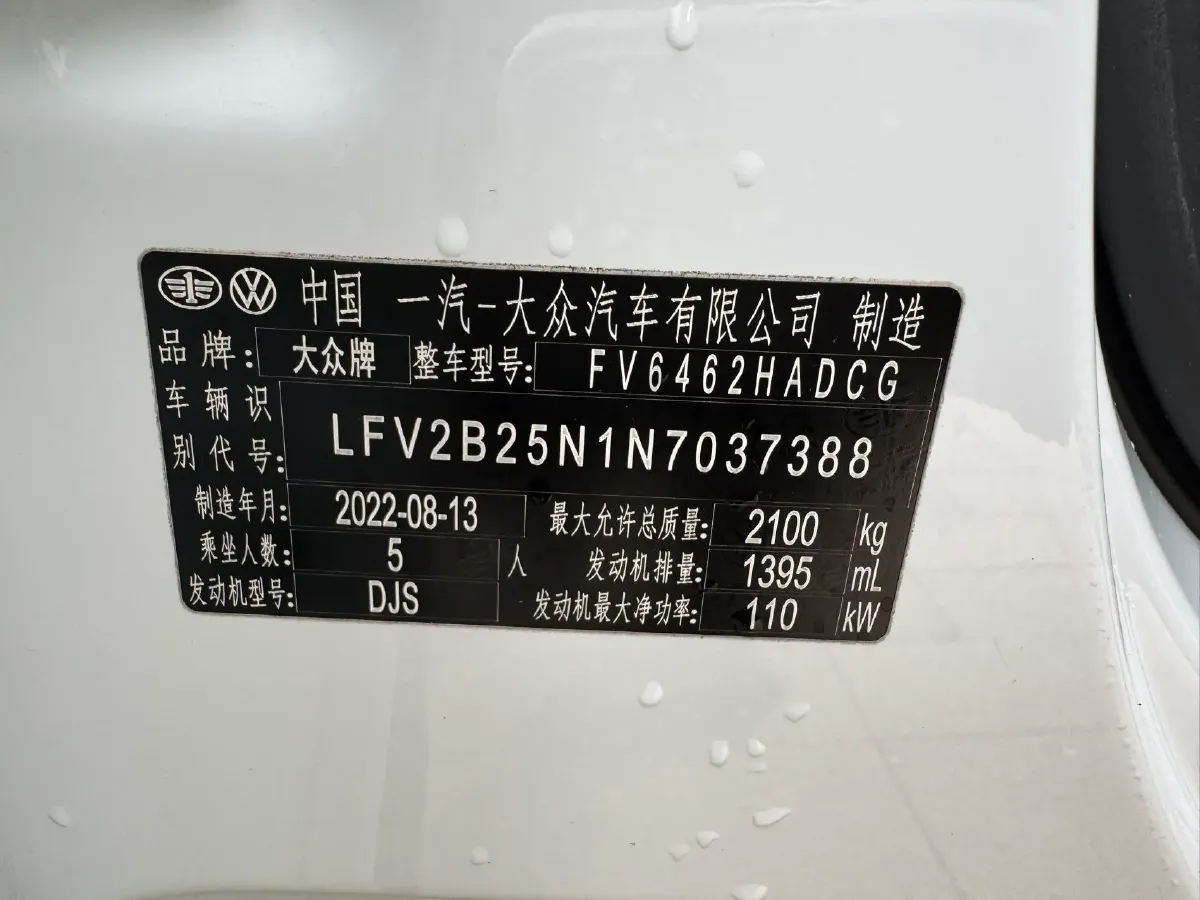 中国 一汽-大众汽车有限公司 制造
品牌: 大众牌 整车型号: FV6462HADCG
车辆识别代号: LFV2B25N1N7037388
制造年月: 2022-08-13 最大允许总质量: 2100 kg
乘坐人数: 5 人 发动机排量: 1395 mL
发动机型号: DJS 发动机最大净功率: 110 kW